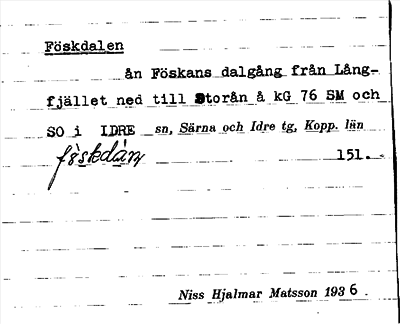 Föskdalen
ån Föskans dalgång från Lång-
fjället ned till Storån å kG 76 SM och
SO i IDRE sn, Särna och Idre tg, Kopp. län
151.
Niss Hjalmar Matsson 1936.